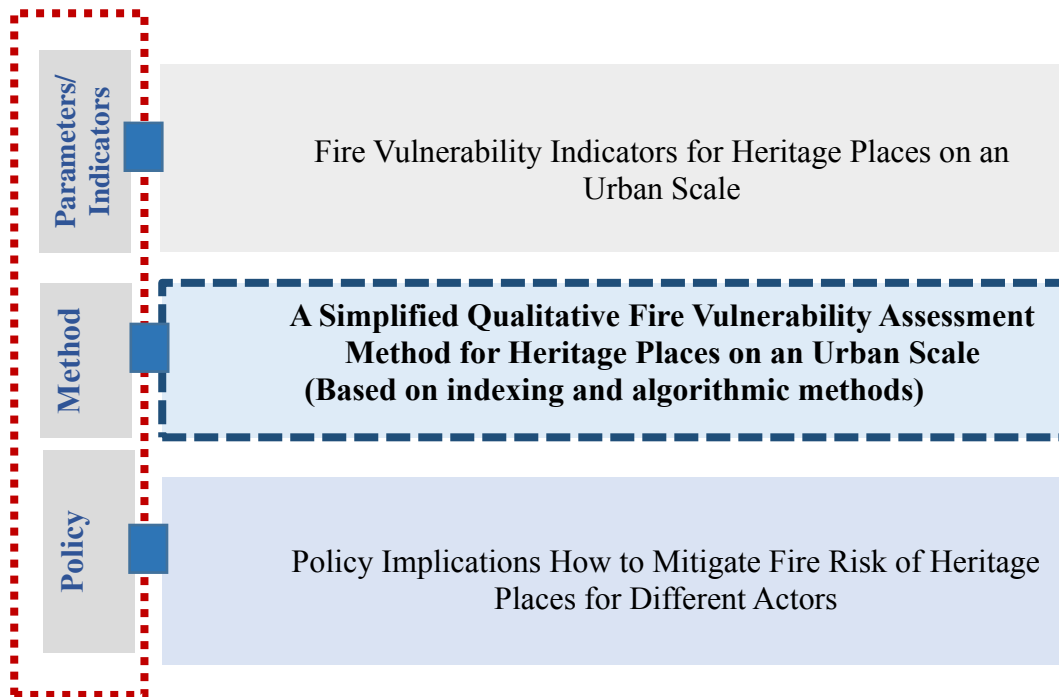 Parameters/
Indicators
Fire Vulnerability Indicators for Heritage Places on an
Urban Scale
Method
A Simplified Qualitative Fire Vulnerability Assessment
Method for Heritage Places on an Urban Scale
(Based on indexing and algorithmic methods)
Policy
Policy Implications How to Mitigate Fire Risk of Heritage
Places for Different Actors